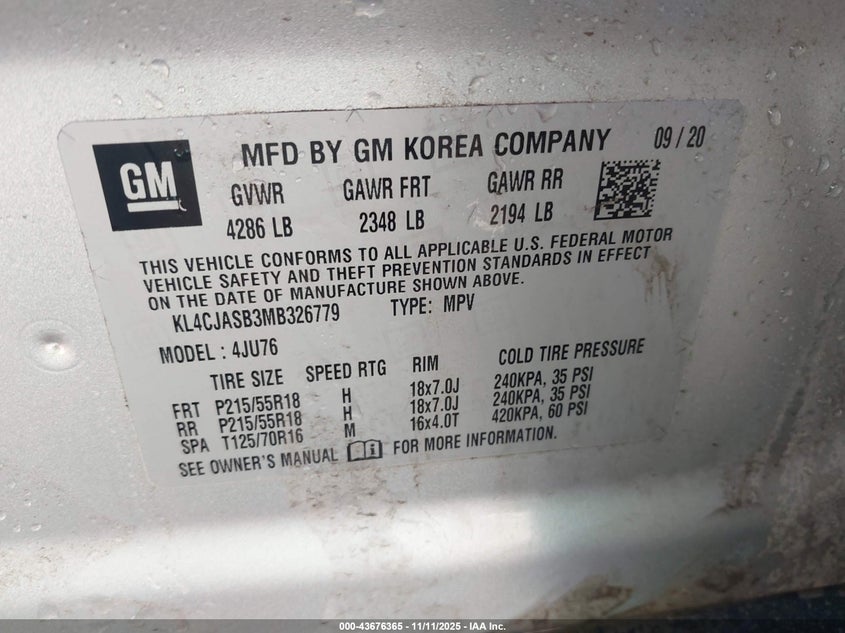 GM
MFD BY GM KOREA COMPANY 09 / 20
GVWR GAWR FRT GAWR RR
4286 LB 2348 LB 2194 LB
THIS VEHICLE CONFORMS TO ALL APPLICABLE U.S. FEDERAL MOTOR
VEHICLE SAFETY AND THEFT PREVENTION STANDARDS IN EFFECT
ON THE DATE OF MANUFACTURE SHOWN ABOVE.
KL4CJASB3MB326779 TYPE: MPV
MODEL : 4JU76
TIRE SIZE SPEED RTG RIM COLD TIRE PRESSURE
FRT P215/55R18 H 18x7.0J 240KPA, 35 PSI
RR P215/55R18 H 18x7.0J 240KPA, 35 PSI
SPA T125/70R16 M 16x4.0T 420KPA, 60 PSI
SEE OWNER'S MANUAL FOR MORE INFORMATION.
000-43676365 - 11/11/2025 - IAA Inc.